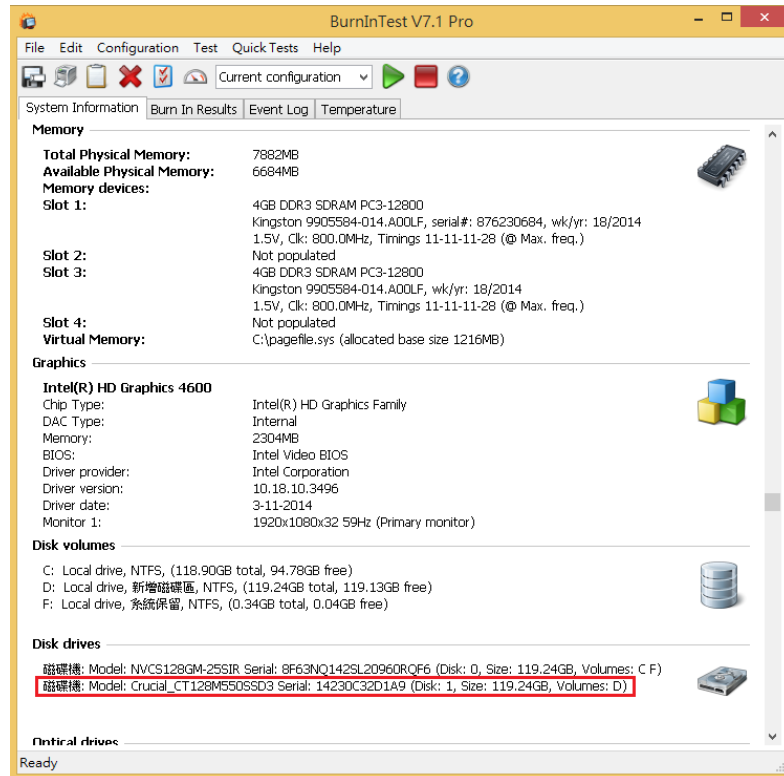 BurnInTest V7.1 Pro
File Edit Configuration Test Quick Tests Help
Current configuration
System Information Burn In Results Event Log Temperature
Memory
Total Physical Memory: 7882MB
Available Physical Memory: 6684MB
Memory devices:
Slot 1: 4GB DDR3 SDRAM PC3-12800
Kingston 9905584-014.A00LF, serial#: 876230684, wk/yr: 18/2014
1.5V, Clk: 800.0MHz, Timings 11-11-11-28 (@ Max. freq.)
Slot 2: Not populated
Slot 3: 4GB DDR3 SDRAM PC3-12800
Kingston 9905584-014.A00LF, wk/yr: 18/2014
1.5V, Clk: 800.0MHz, Timings 11-11-11-28 (@ Max. freq.)
Slot 4: Not populated
Virtual Memory: C:\pagefile.sys (allocated base size 1216MB)
Graphics
Intel(R) HD Graphics 4600
Chip Type: Intel(R) HD Graphics Family
DAC Type: Internal
Memory: 2304MB
BIOS: Intel Video BIOS
Driver provider: Intel Corporation
Driver version: 10.18.10.3496
Driver date: 3-11-2014
Monitor 1: 1920x1080x32 59Hz (Primary monitor)
Disk volumes
C: Local drive, NTFS, (118.90GB total, 94.78GB free)
D: Local drive, 新增磁碟區, NTFS, (119.24GB total, 119.13GB free)
F: Local drive, 系統保留, NTFS, (0.34GB total, 0.04GB free)
Disk drives
磁碟機: Model: NVCS128GM-25SIR Serial: 8F63NQ142SL20960RQF6 (Disk: 0, Size: 119.24GB, Volumes: C F)
磁碟機: Model: Crucial_CT128M550SSD3 Serial: 14230C32D1A9 (Disk: 1, Size: 119.24GB, Volumes: D)
Optical drives
Ready